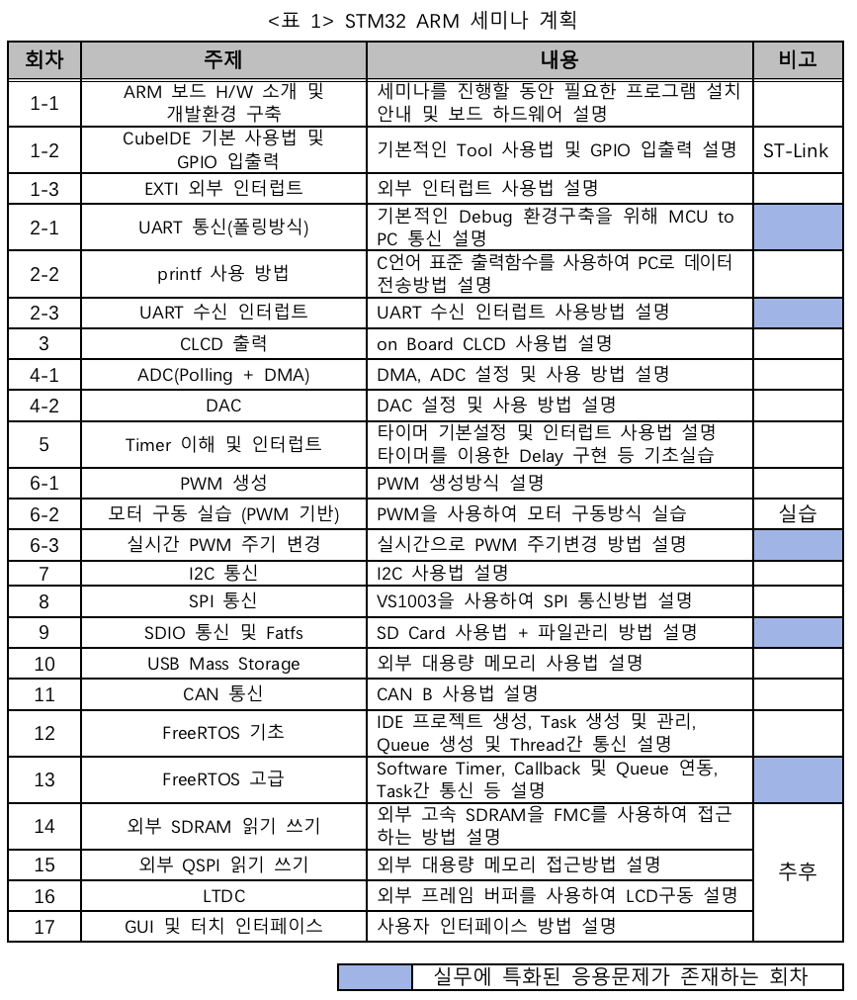 <표 1> STM32 ARM 세미나 계획
회차 주제 내용 비고
1-1 ARM 보드 H/W 소개 및 개발환경 구축 세미나를 진행할 동안 필요한 프로그램 설치 안내 및 보드 하드웨어 설명
1-2 CubeIDE 기본 사용법 및 GPIO 입출력 기본적인 Tool 사용법 및 GPIO 입출력 설명 ST-Link
1-3 EXTI 외부 인터럽트 외부 인터럽트 사용법 설명
2-1 UART 통신(폴링방식) 기본적인 Debug 환경구축을 위해 MCU to PC 통신 설명
2-2 printf 사용 방법 C언어 표준 출력함수를 사용하여 PC로 데이터 전송방법 설명
2-3 UART 수신 인터럽트 UART 수신 인터럽트 사용방법 설명
3 CLCD 출력 on Board CLCD 사용법 설명
4-1 ADC(Polling + DMA) DMA, ADC 설정 및 사용 방법 설명
4-2 DAC DAC 설정 및 사용 방법 설명
5 Timer 이해 및 인터럽트 타이머 기본설정 및 인터럽트 사용법 설명 타이머를 이용한 Delay 구현 등 기초실습
6-1 PWM 생성 PWM 생성방식 설명
6-2 모터 구동 실습 (PWM 기반) PWM을 사용하여 모터 구동방식 실습 실습
6-3 실시간 PWM 주기 변경 실시간으로 PWM 주기변경 방법 설명
7 I2C 통신 I2C 사용법 설명
8 SPI 통신 VS1003을 사용하여 SPI 통신방법 설명
9 SDIO 통신 및 Fatfs SD Card 사용법 + 파일관리 방법 설명
10 USB Mass Storage 외부 대용량 메모리 사용법 설명
11 CAN 통신 CAN B 사용법 설명
12 FreeRTOS 기초 IDE 프로젝트 생성, Task 생성 및 관리, Queue 생성 및 Thread간 통신 설명
13 FreeRTOS 고급 Software Timer, Callback 및 Queue 연동, Task간 통신 등 설명
14 외부 SDRAM 읽기 쓰기 외부 고속 SDRAM을 FMC를 사용하여 접근 하는 방법 설명
15 외부 QSPI 읽기 쓰기 외부 대용량 메모리 접근방법 설명 추후
16 LTDC 외부 프레임 버퍼를 사용하여 LCD구동 설명
17 GUI 및 터치 인터페이스 사용자 인터페이스 방법 설명
실무에 특화된 응용문제가 존재하는 회차